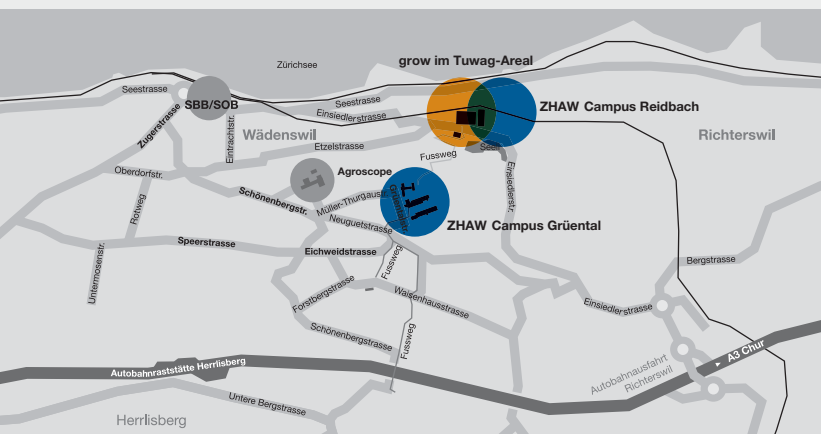 Zürichsee
grow im Tuwag-Areal
Seestrasse
SBB/SOB
Seestrasse
ZHAW Campus Reidbach
Zugerstrasse
Einsiedlerstrasse
Eintrachtstr.
Wädenswil
Richterswil
Etzelstrasse
Fussweg
Oberdorfstr.
Agroscope
Einsiedlerstr.
Schönenbergstr.
Müller-Thurgaustr.
Grüentalstr.
Rotweg
Neuguetstrasse
ZHAW Campus Grüental
Speerstrasse
Eichweidstrasse
Untermosenstr.
Fussweg
Bergstrasse
Forstbergstrasse
Waisenhausstrasse
Einsiedlerstrasse
Schönenbergstrasse
Fussweg
A3 Chur
Autobahnraststätte Herrlisberg
Autobahnausfahrt
Richterswil
Untere Bergstrasse
Herrlisberg